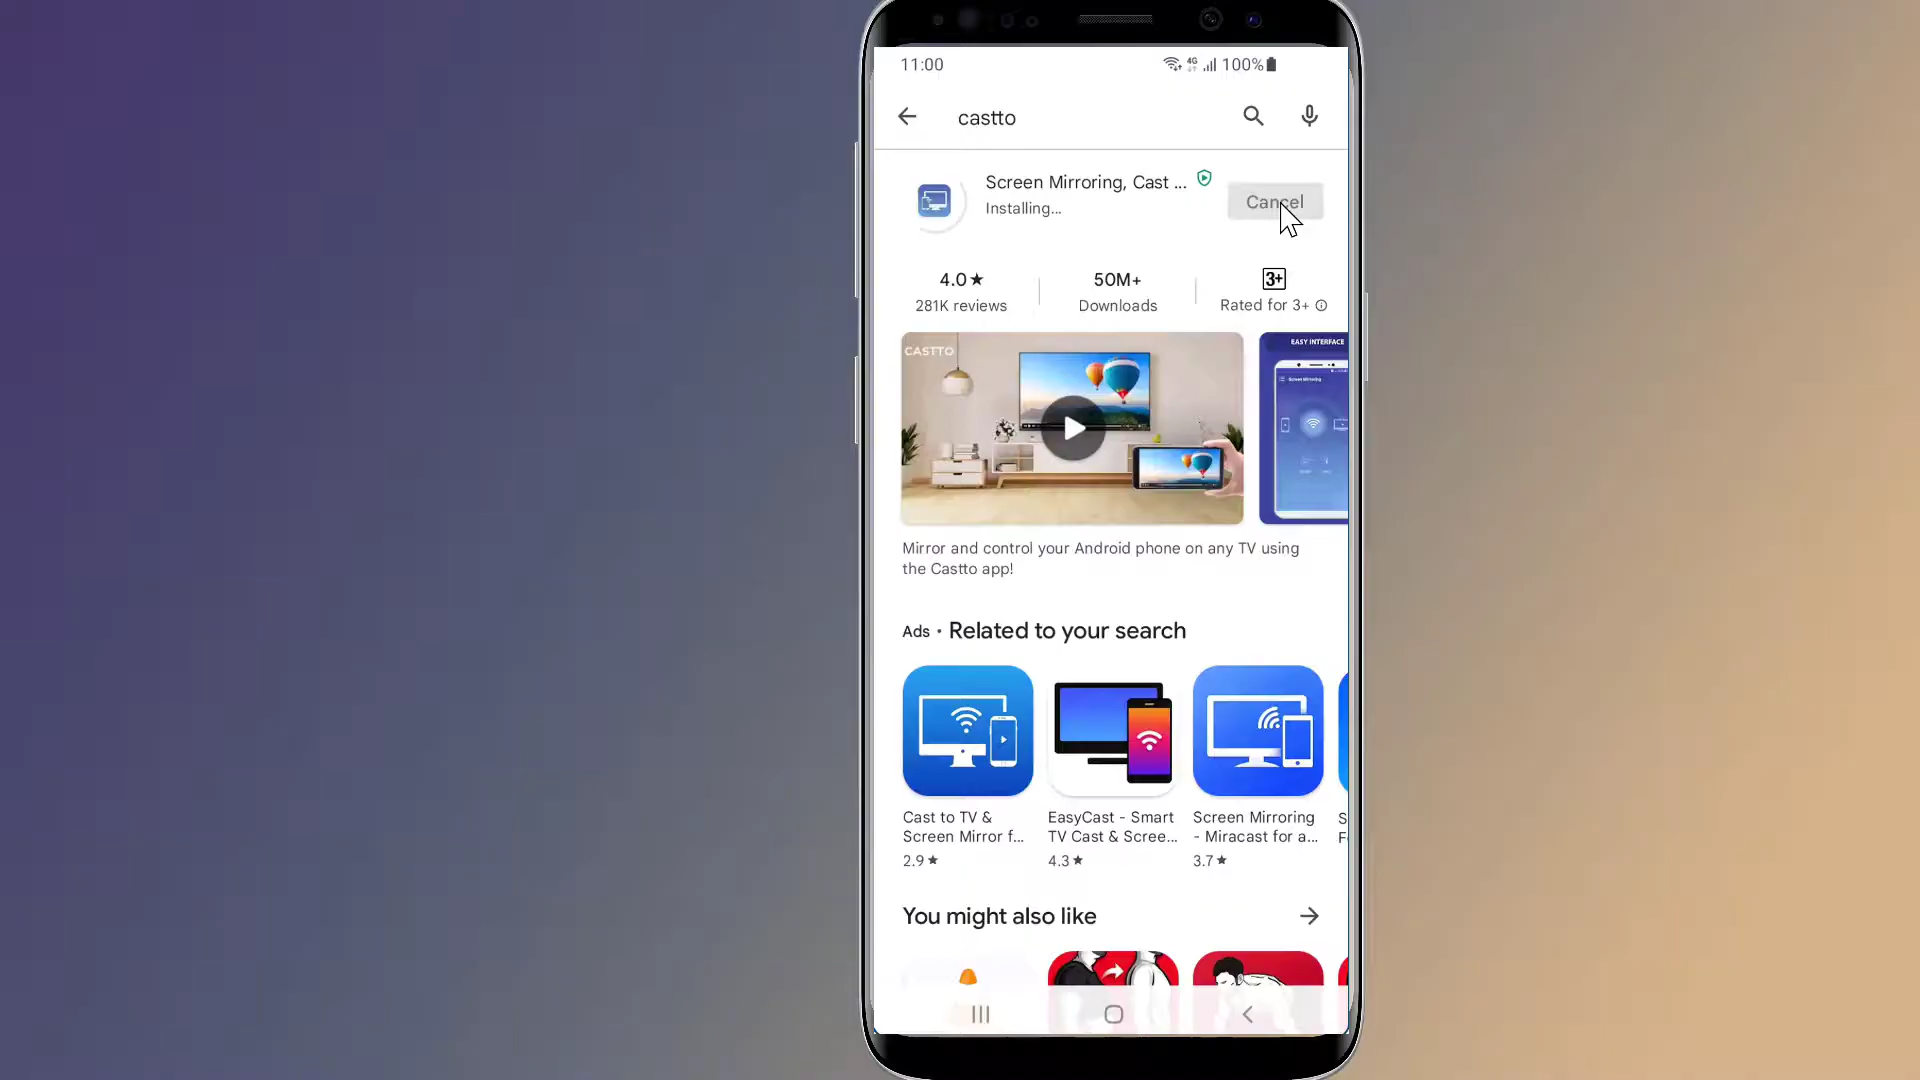 11:00
4G
100%
castto
Screen Mirroring, Cast ...
Installing...
Cancel
4.0★
281K reviews
50M+
Downloads
3+
Rated for 3+
CASTTO
EASY INTERFACE
Screen Mirroring
Mirror and control your Android phone on any TV using
the Castto app!
Ads • Related to your search
Cast to TV &
Screen Mirror f...
2.9★
EasyCast - Smart
TV Cast & Scree...
4.3★
Screen Mirroring
- Miracast for a...
3.7★
S
F
You might also like